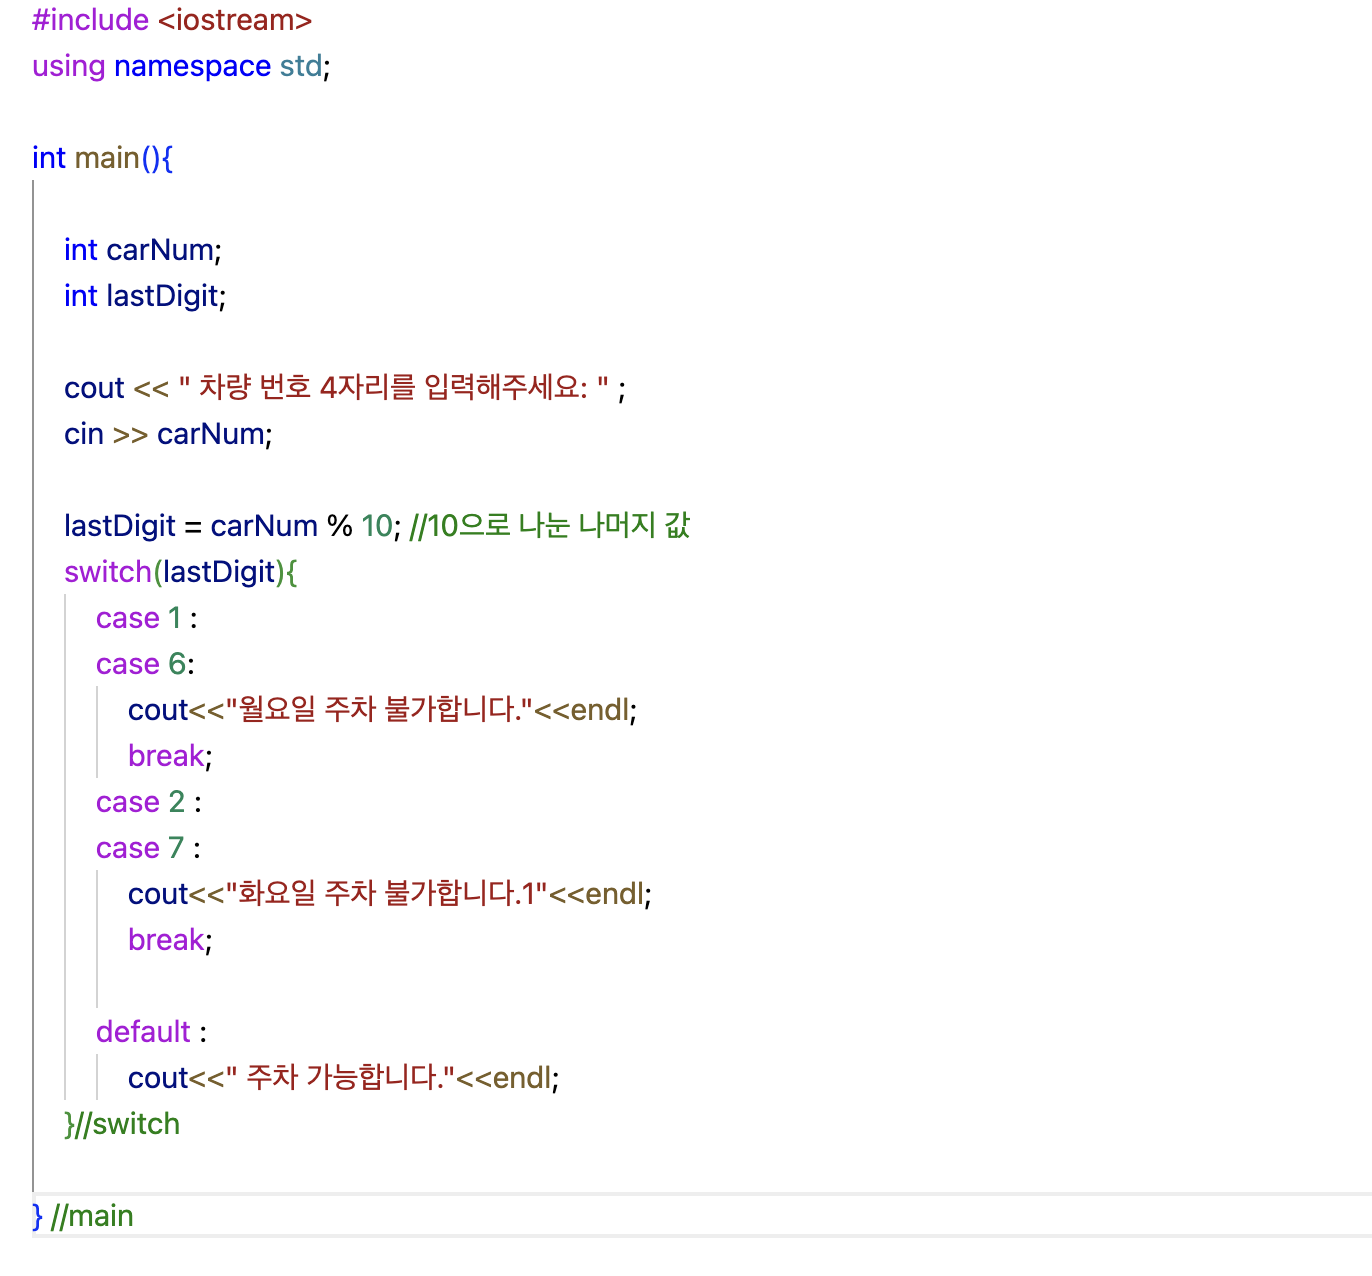 #include <iostream>
using namespace std;
int main(){
int carNum;
int lastDigit;
cout << " 차량 번호 4자리를 입력해주세요: " ;
cin >> carNum;
lastDigit = carNum % 10; //10으로 나눈 나머지 값
switch(lastDigit){
case 1 :
case 6:
cout<<"월요일 주차 불가합니다."<<endl;
break;
case 2 :
case 7 :
cout<<"화요일 주차 불가합니다.1"<<endl;
break;
default :
cout<<" 주차 가능합니다."<<endl;
}//switch
} //main